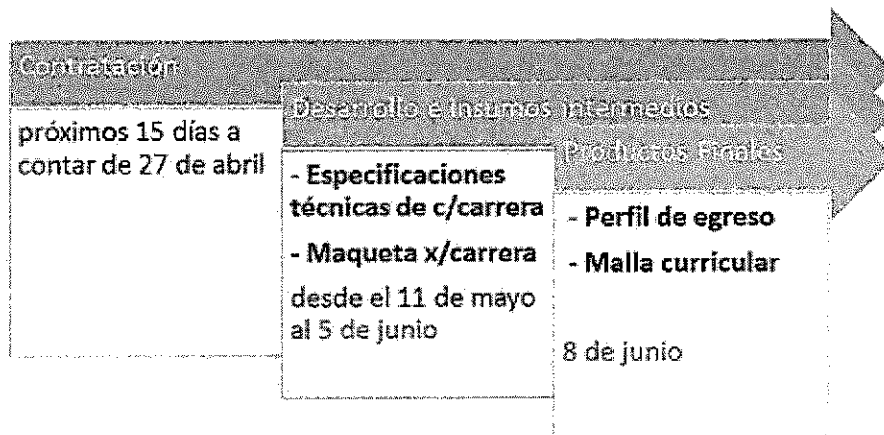 Contratación
próximos 15 días a
contar de 27 de abril
Desarrollo e Insumos Intermedios
- Especificaciones
técnicas de c/carrera
- Maqueta x/carrera
desde el 11 de mayo
al 5 de junio
Productos Finales
- Perfil de egreso
- Malla curricular
8 de junio